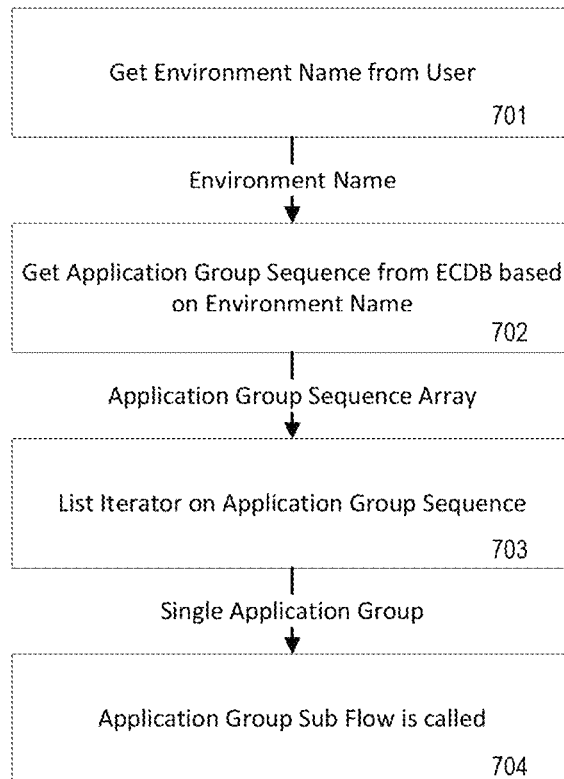 Get Environment Name from User
701
Environment Name
Get Application Group Sequence from ECDB based
on Environment Name
702
Application Group Sequence Array
List Iterator on Application Group Sequence
703
Single Application Group
Application Group Sub Flow is called
704